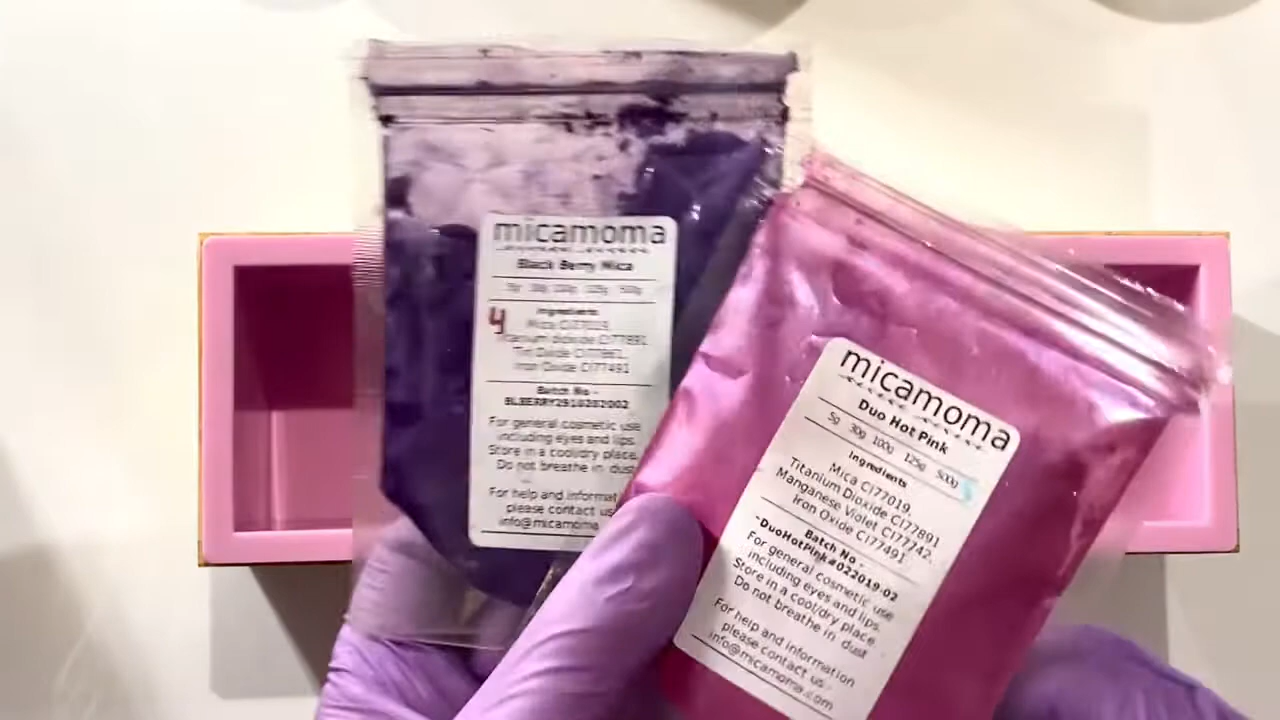 micamoma
Black Berry Mica
5g 30g 100g 125g 500g
Ingredients
4
Mica CI77019,
Titanium dioxide CI77891
Tin Oxide CI77861,
Iron Oxide CI77491
Batch No -
BLBERRY2910202002
For general cosmetic use
including eyes and lips.
Store in a cool/dry place.
Do not breathe in dust
For help and informat
please contact us
info@micamoma
micamoma
Duo Hot Pink
5g 30g 100g 125g 500g
Ingredients
Mica CI77019,
Titanium Dioxide CI77891
Manganese Violet CI77742,
Iron Oxide CI77491,
Batch No -
-DuoHotPink#022019-02
For general cosmetic use
including eyes and lips.
Store in a cool/dry place.
Do not breathe in dust
For help and information
please contact us:-
info@micamoma.com